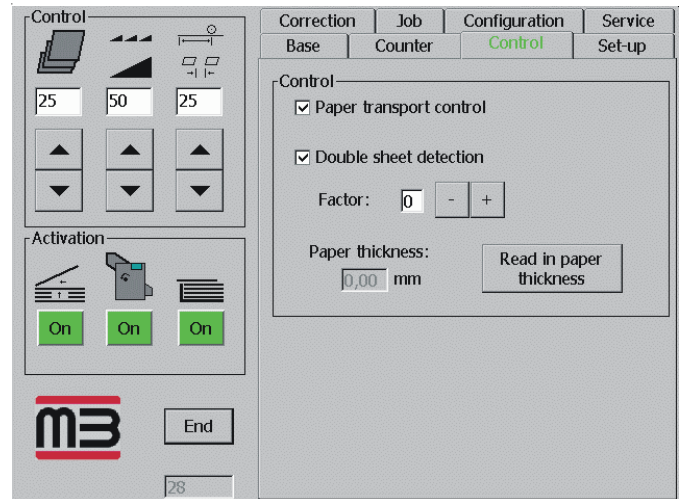 Control
25 50 25
Activation
On On On
m3
End
28
Correction Job Configuration Service
Base Counter Control Set-up
Control
Paper transport control
Double sheet detection
Factor: 0 - +
Paper thickness:
0,00 mm
Read in paper
thickness